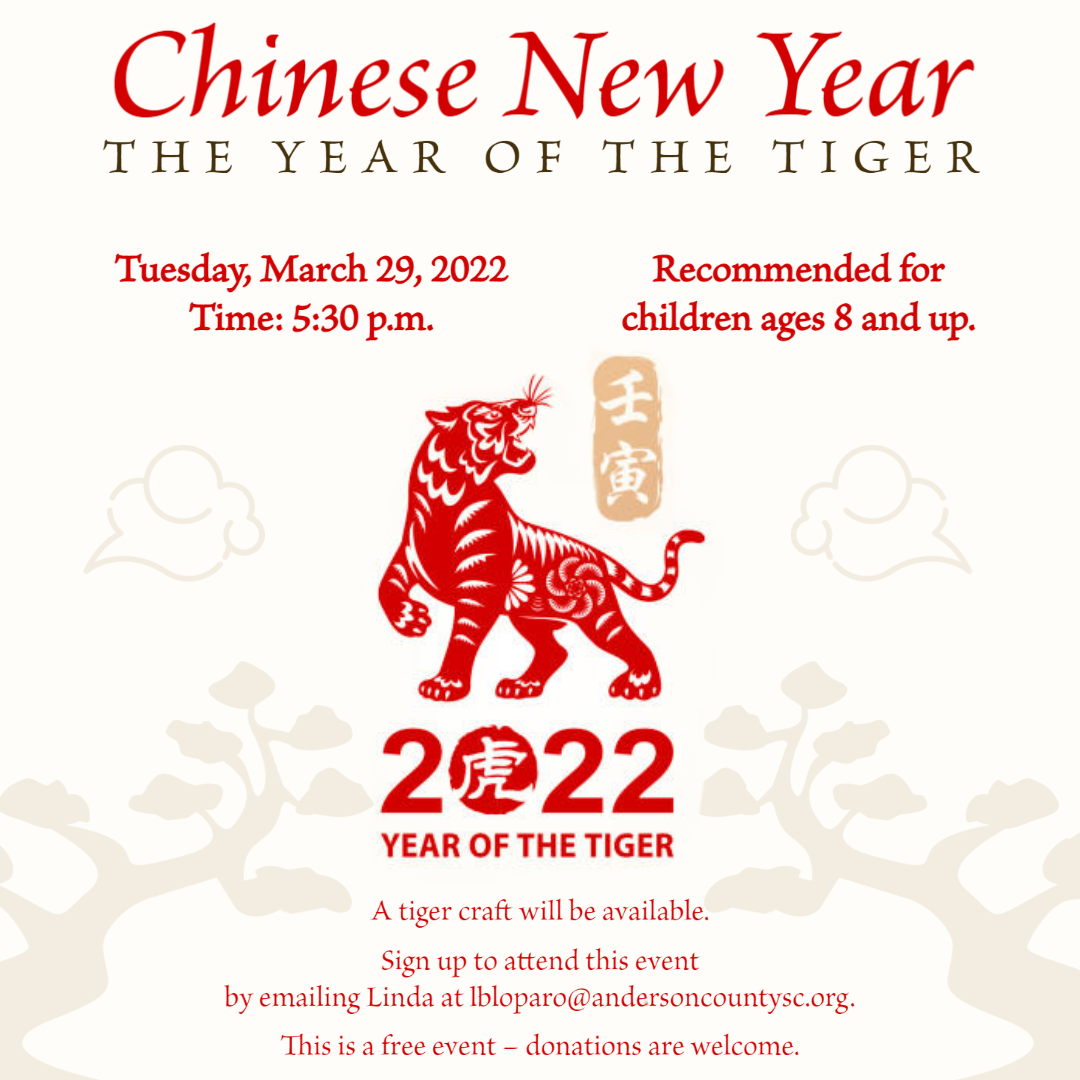 Chinese New Year
THE YEAR OF THE TIGER
Tuesday, March 29, 2022
Time: 5:30 p.m.
Recommended for
children ages 8 and up.
壬
寅
2虎22
YEAR OF THE TIGER
A tiger craft will be available.
Sign up to attend this event
by emailing Linda at lbloparo@andersoncountysc.org.
This is a free event – donations are welcome.